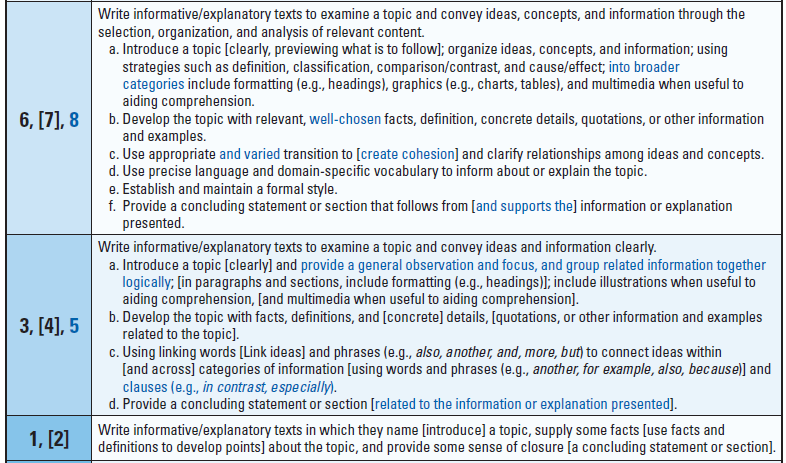 Write informative/explanatory texts to examine a topic and convey ideas, concepts, and information through the
selection, organization, and analysis of relevant content.
a. Introduce a topic [clearly, previewing what is to follow]; organize ideas, concepts, and information; using
strategies such as definition, classification, comparison/contrast, and cause/effect; into broader
categories include formatting (e.g., headings), graphics (e.g., charts, tables), and multimedia when useful to
aiding comprehension.
6, [7], 8
b. Develop the topic with relevant, well-chosen facts, definition, concrete details, quotations, or other information
and examples.
c. Use appropriate and varied transition to [create cohesion] and clarify relationships among ideas and concepts.
d. Use precise language and domain-specific vocabulary to inform about or explain the topic.
e. Establish and maintain a formal style.
f. Provide a concluding statement or section that follows from [and supports the] information or explanation
presented.
Write informative/explanatory texts to examine a topic and convey ideas and information clearly.
a. Introduce a topic [clearly] and provide a general observation and focus, and group related information together
logically; [in paragraphs and sections, include formatting (e.g., headings)]; include illustrations when useful to
aiding comprehension, [and multimedia when useful to aiding comprehension].
3, [4], 5
b. Develop the topic with facts, definitions, and [concrete] details, [quotations, or other information and examples
related to the topic].
c. Using linking words [Link ideas] and phrases (e.g., also, another, and, more, but) to connect ideas within
[and across] categories of information [using words and phrases (e.g., another, for example, also, because)] and
clauses (e.g., in contrast, especially).
d. Provide a concluding statement or section [related to the information or explanation presented].
1, [2]
Write informative/explanatory texts in which they name [introduce] a topic, supply some facts [use facts and
definitions to develop points] about the topic, and provide some sense of closure [a concluding statement or section].